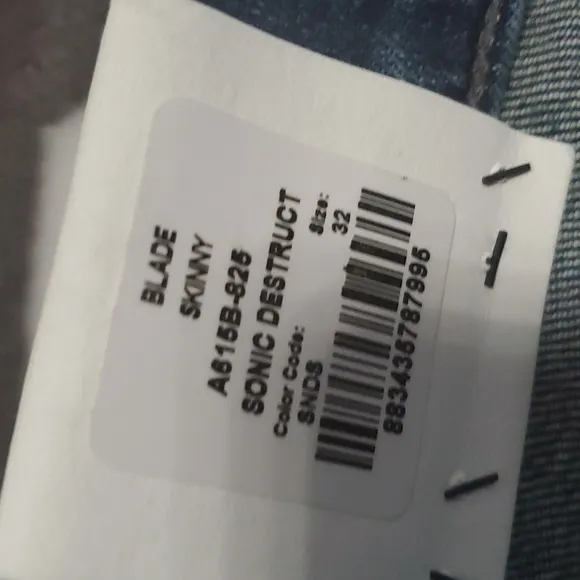 BLADE
SKINNY
A615B-825
SONIC DESTRUCT
Color Code: Size:
SNDS 32
883435787995